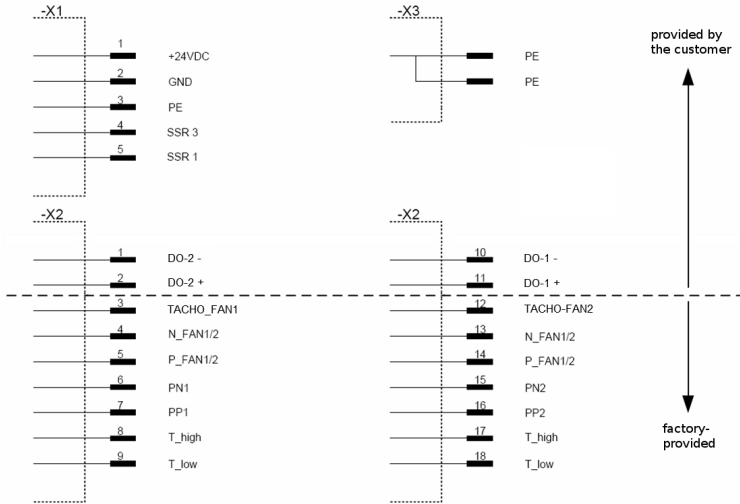 -X1
1 +24VDC
2 GND
3 PE
4 SSR 3
5 SSR 1
-X3
PE
PE
provided by
the customer
-X2
1 DO-2 -
2 DO-2 +
3 TACHO_FAN1
4 N_FAN1/2
5 P_FAN1/2
6 PN1
7 PP1
8 T_high
9 T_low
-X2
10 DO-1 -
11 DO-1 +
12 TACHO-FAN2
13 N_FAN1/2
14 P_FAN1/2
15 PN2
16 PP2
17 T_high
18 T_low
factory-
provided